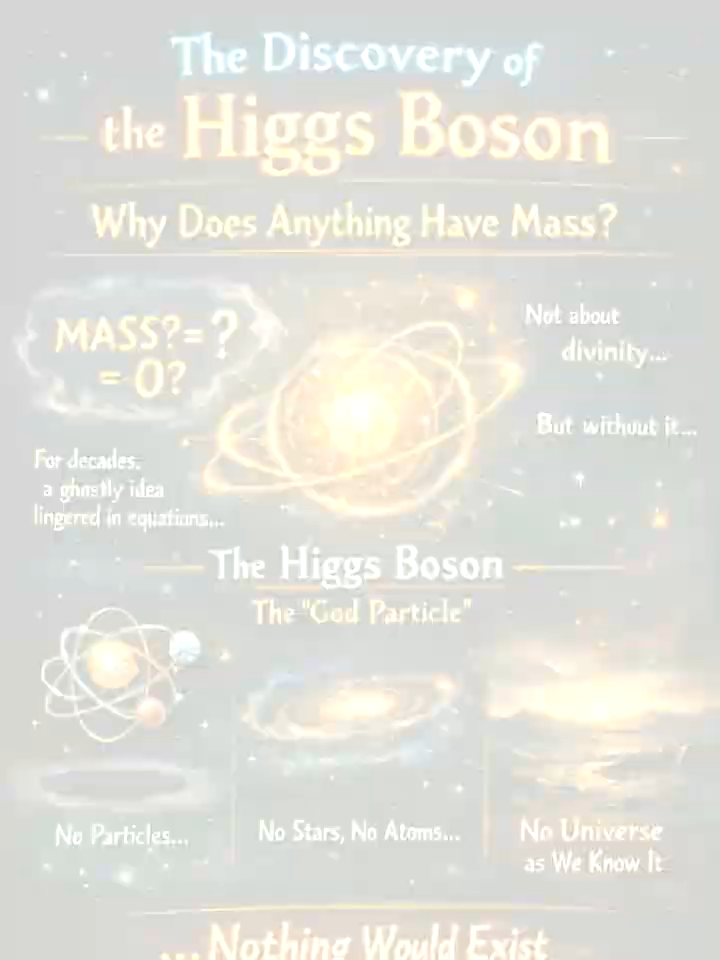 The Discovery of
the Higgs Boson
Why Does Anything Have Mass?
MASS?=?
= 0?
Not about
divinity...
But without it...
For decades,
a ghostly idea
lingered in equations...
The Higgs Boson
The "God Particle"
No Particles...
No Stars, No Atoms...
No Universe
as We Know It
...Nothing Would Exist